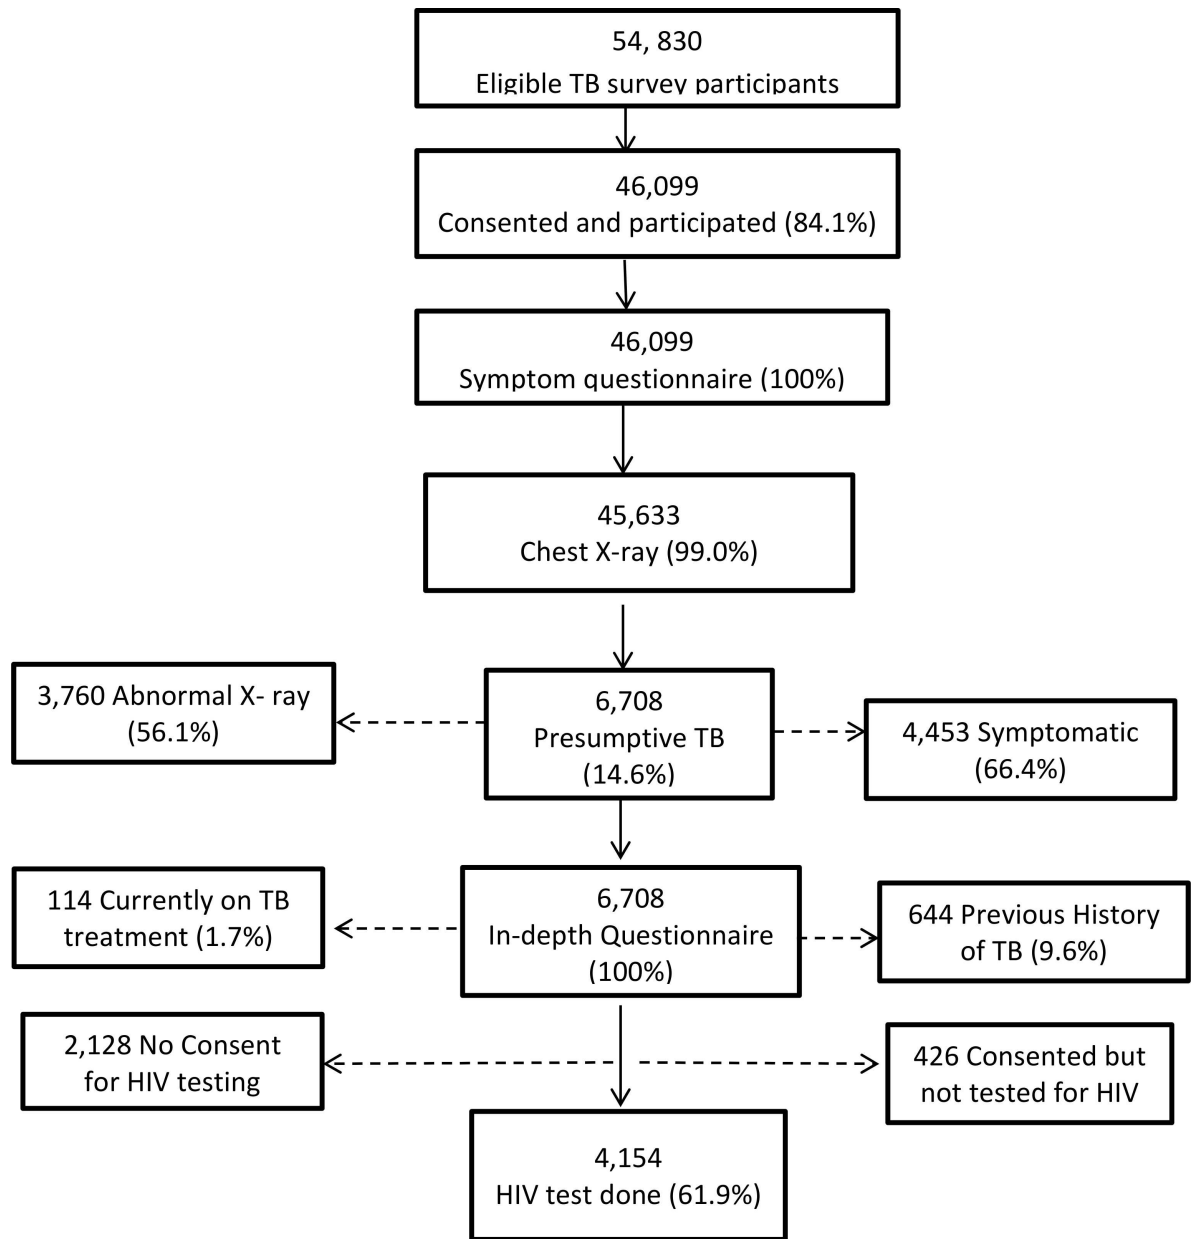 54, 830
Eligible TB survey participants
46,099
Consented and participated (84.1%)
46,099
Symptom questionnaire (100%)
45,633
Chest X-ray (99.0%)
3,760 Abnormal X- ray
(56.1%)
6,708
Presumptive TB
(14.6%)
4,453 Symptomatic
(66.4%)
114 Currently on TB
treatment (1.7%)
6,708
In-depth Questionnaire
(100%)
644 Previous History
of TB (9.6%)
2,128 No Consent
for HIV testing
426 Consented but
not tested for HIV
4,154
HIV test done (61.9%)